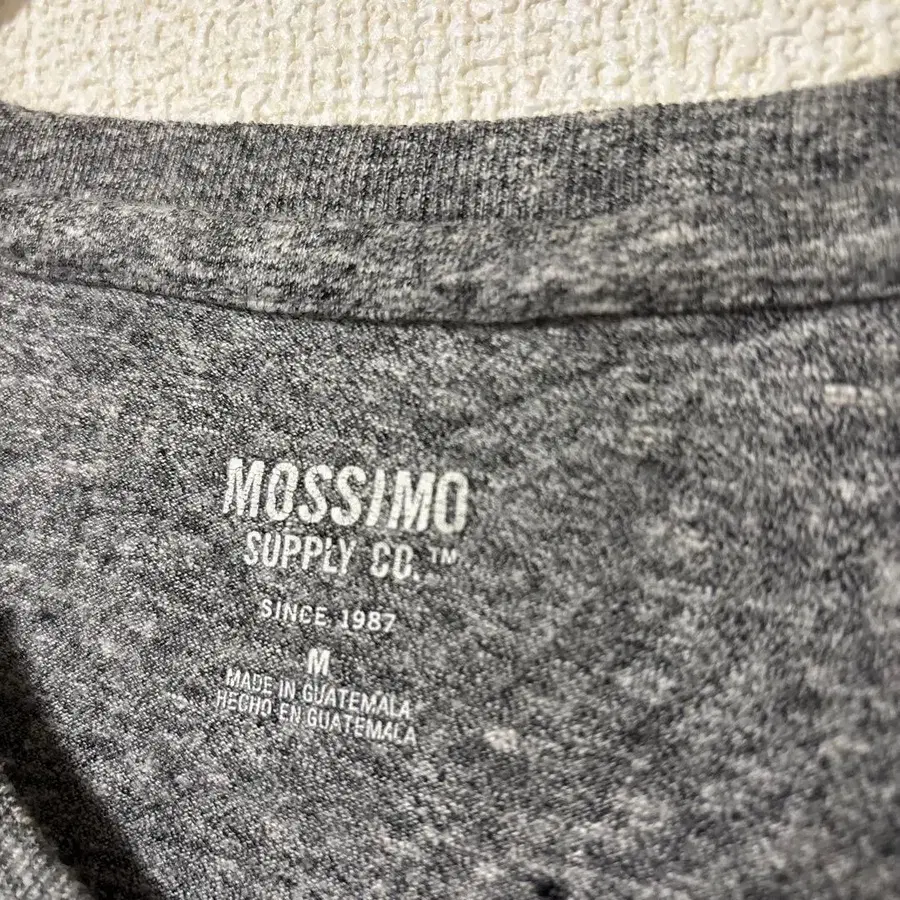 MOSSIMO
SUPPLY CO.™
SINCE 1987
M
MADE IN GUATEMALA
HECHO EN GUATEMALA